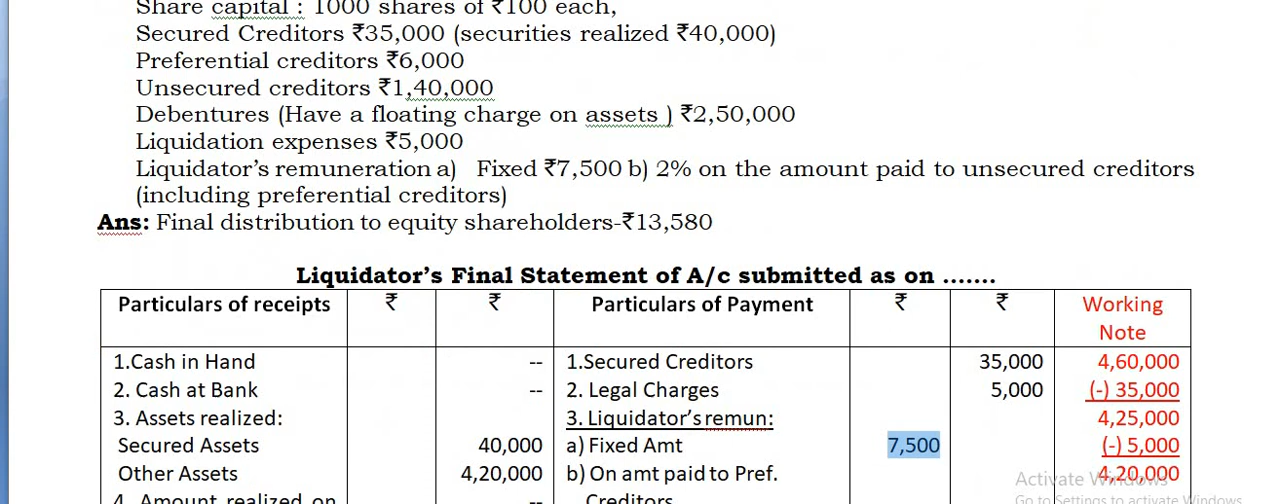 Share capital : 1000 shares of ₹100 each,
Secured Creditors ₹35,000 (securities realized ₹40,000)
Preferential creditors ₹6,000
Unsecured creditors ₹1,40,000
Debentures (Have a floating charge on assets ) ₹2,50,000
Liquidation expenses ₹5,000
Liquidator’s remuneration a) Fixed ₹7,500 b) 2% on the amount paid to unsecured creditors
(including preferential creditors)
Ans: Final distribution to equity shareholders-₹13,580
Liquidator’s Final Statement of A/c submitted as on .......
Particulars of receipts ₹ ₹ Particulars of Payment ₹ ₹ Working
Note
1.Cash in Hand -- 1.Secured Creditors 35,000 4,60,000
2. Cash at Bank -- 2. Legal Charges 5,000 (-) 35,000
3. Assets realized: 3. Liquidator’s remun: 4,25,000
Secured Assets 40,000 a) Fixed Amt 7,500 (-) 5,000
Other Assets 4,20,000 b) On amt paid to Pref. 4,20,000
4. Amount realized on -- Creditors
Activate Windows
Go to Settings to activate Windows